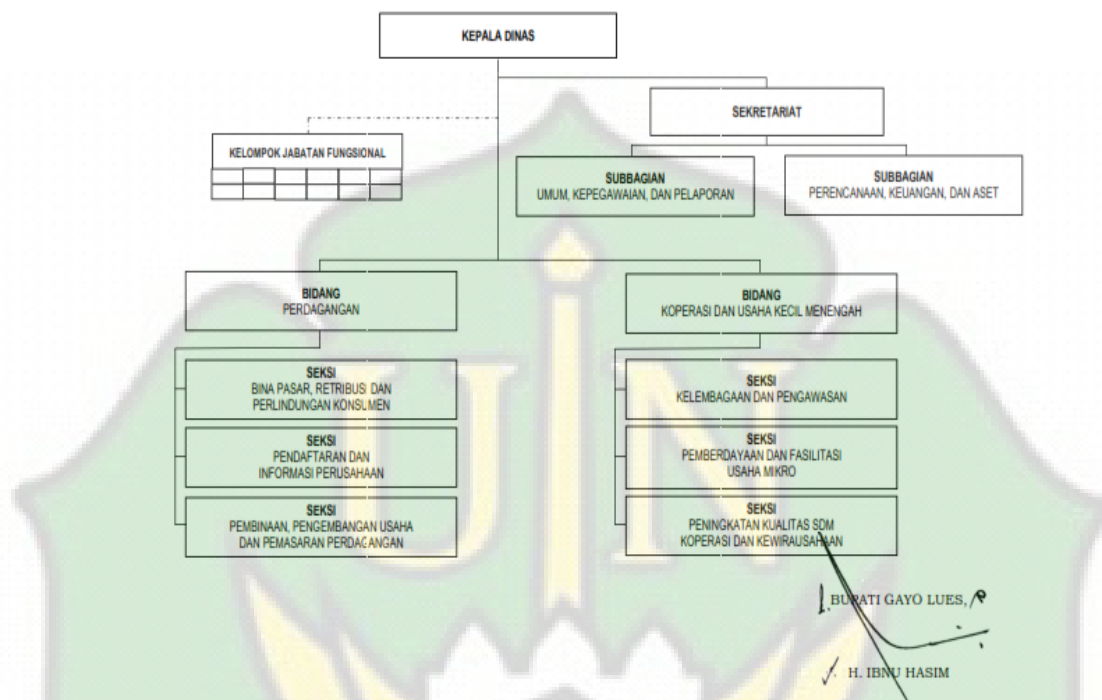 KEPALA DINAS
SEKRETARIAT
KELOMPOK JABATAN FUNGSIONAL
SUBBAGIAN
UMUM, KEPEGAWAIAN, DAN PELAPORAN
SUBBAGIAN
PERENCANAAN, KEUANGAN, DAN ASET
BIDANG
PERDAGANGAN
BIDANG
KOPERASI DAN USAHA KECIL MENENGAH
SEKSI
BINA PASAR, RETRIBUSI DAN
PERLINDUNGAN KONSUMEN
SEKSI
PENDAFTARAN DAN
INFORMASI PERUSAHAAN
SEKSI
PEMBINAAN, PENGEMBANGAN USAHA
DAN PEMASARAN PERDAGANGAN
SEKSI
KELEMBAGAAN DAN PENGAWASAN
SEKSI
PEMBERDAYAAN DAN FASILITASI
USAHA MIKRO
SEKSI
PENINGKATAN KUALITAS SDM
KOPERASI DAN KEWIRAUSAHAAN
BUPATI GAYO LUES,
H. IBNU HASIM
UIN